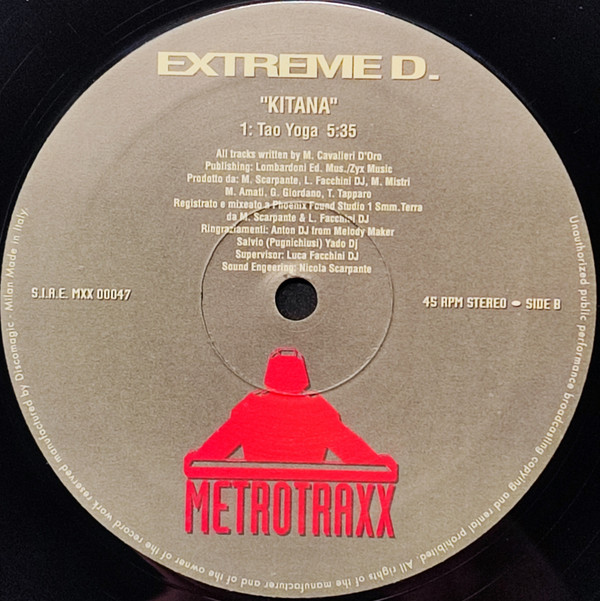 EXTREME D.
"KITANA"
1: Tao Yoga 5:35
All tracks written by M. Cavalieri D'Oro
Publishing: Lombardoni Ed. Mus./Zyx Music
Prodotto da: M. Scarpante, L. Facchini DJ, M. Mistri
M. Amati, G. Giordano, T. Tapparo
Registrato e mixeato a Phoenix Found Studio 1 Smm.Terra
da M. Scarpante & L. Facchini DJ
Ringraziamenti: Anton DJ from Melody Maker
Salvio (Pugnichiusi) Yado Dj
Supervisor: Luca Facchini DJ
Sound Engeering: Nicola Scarpante
S.I.A.E. MXX 00047
45 RPM STEREO - SIDE B
METROTRAXX
Unauthorized public performance broadcasting copying and rental prohibited. All rights of the manufacturer and of the owner of the record work reserved manufactured by Discomagic - Milan Made in Italy.